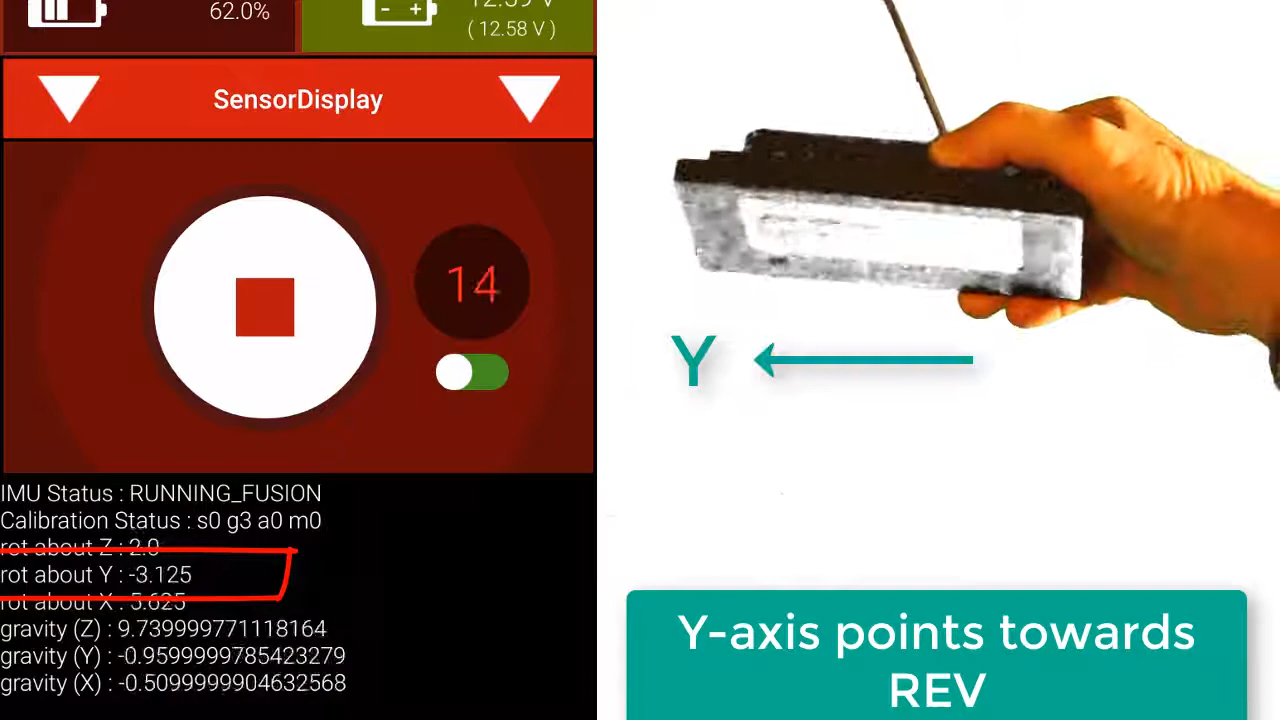 62.0%
12.59 V
( 12.58 V )
SensorDisplay
14
IMU Status : RUNNING_FUSION
Calibration Status : s0 g3 a0 m0
rot about Z : 2.0
rot about Y : -3.125
rot about X : 5.625
gravity (Z) : 9.739999771118164
gravity (Y) : -0.9599999785423279
gravity (X) : -0.5099999904632568
Y
Y-axis points towards
REV